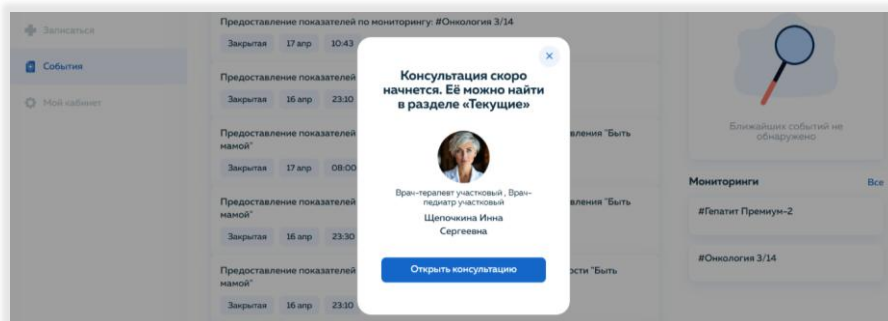 Записаться
События
Мой кабинет
Предоставление показателей по мониторингу: #Онкология 3/14
Закрытая 17 апр 10:43
Предоставление показателей
Закрытая 16 апр 23:10
Предоставление показателей вления "Быть
мамой"
Закрытая 17 апр 08:00
Предоставление показателей вления "Быть
мамой"
Закрытая 16 апр 23:30
Предоставление показателей ости "Быть
мамой"
Закрытая 16 апр 23:10
×
Консультация скоро
начнется. Её можно найти
в разделе «Текущие»
Врач-терапевт участковый , Врач-
педиатр участковый
Щепочкина Инна
Сергеевна
Открыть консультацию
Ближайших событий не
обнаружено
Мониторинги Все
#Гепатит Премиум-2
#Онкология 3/14